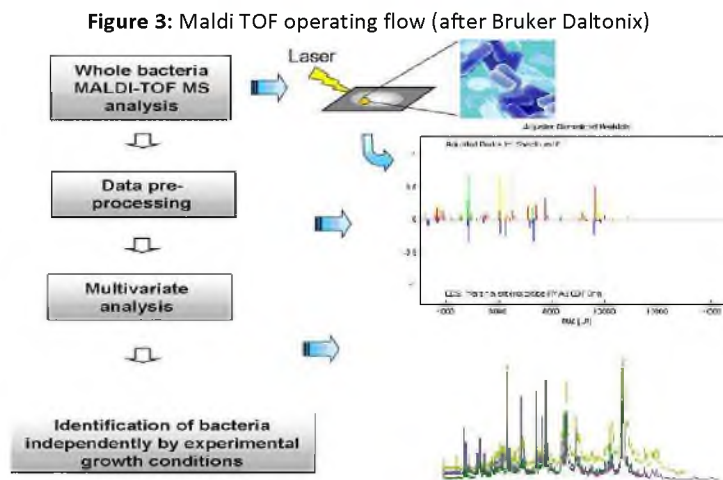 Figure 3: Maldi TOF operating flow (after Bruker Daltonix)
Whole bacteria
MALDI-TOF MS
analysis
Laser
Data pre-
processing
Multivariate
analysis
Identification of bacteria
independently by experimental
growth conditions